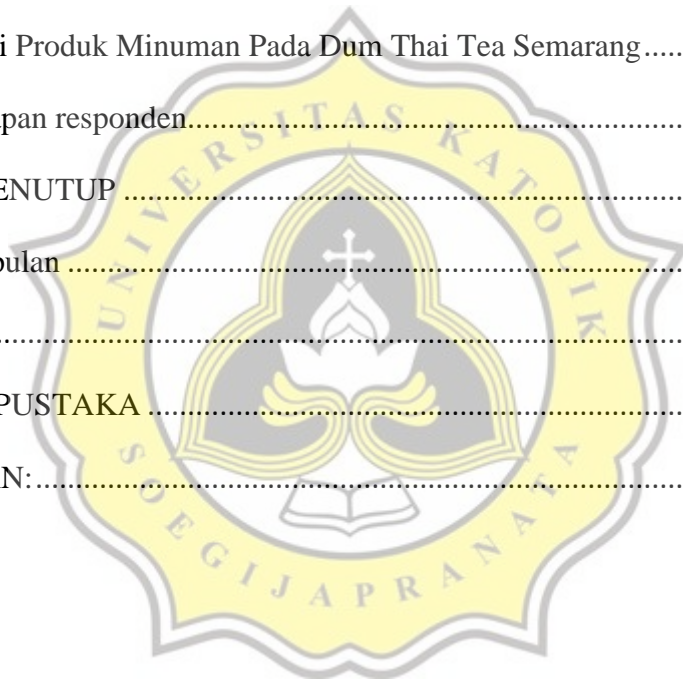 i Produk Minuman Pada Dum Thai Tea Semarang.....
pan responden.....
ENUTUP .....
pulan .....
.....
PUSTAKA .....
N:.....
UNIVERSITAS KATOLIK
SOEGIJAPRANATA